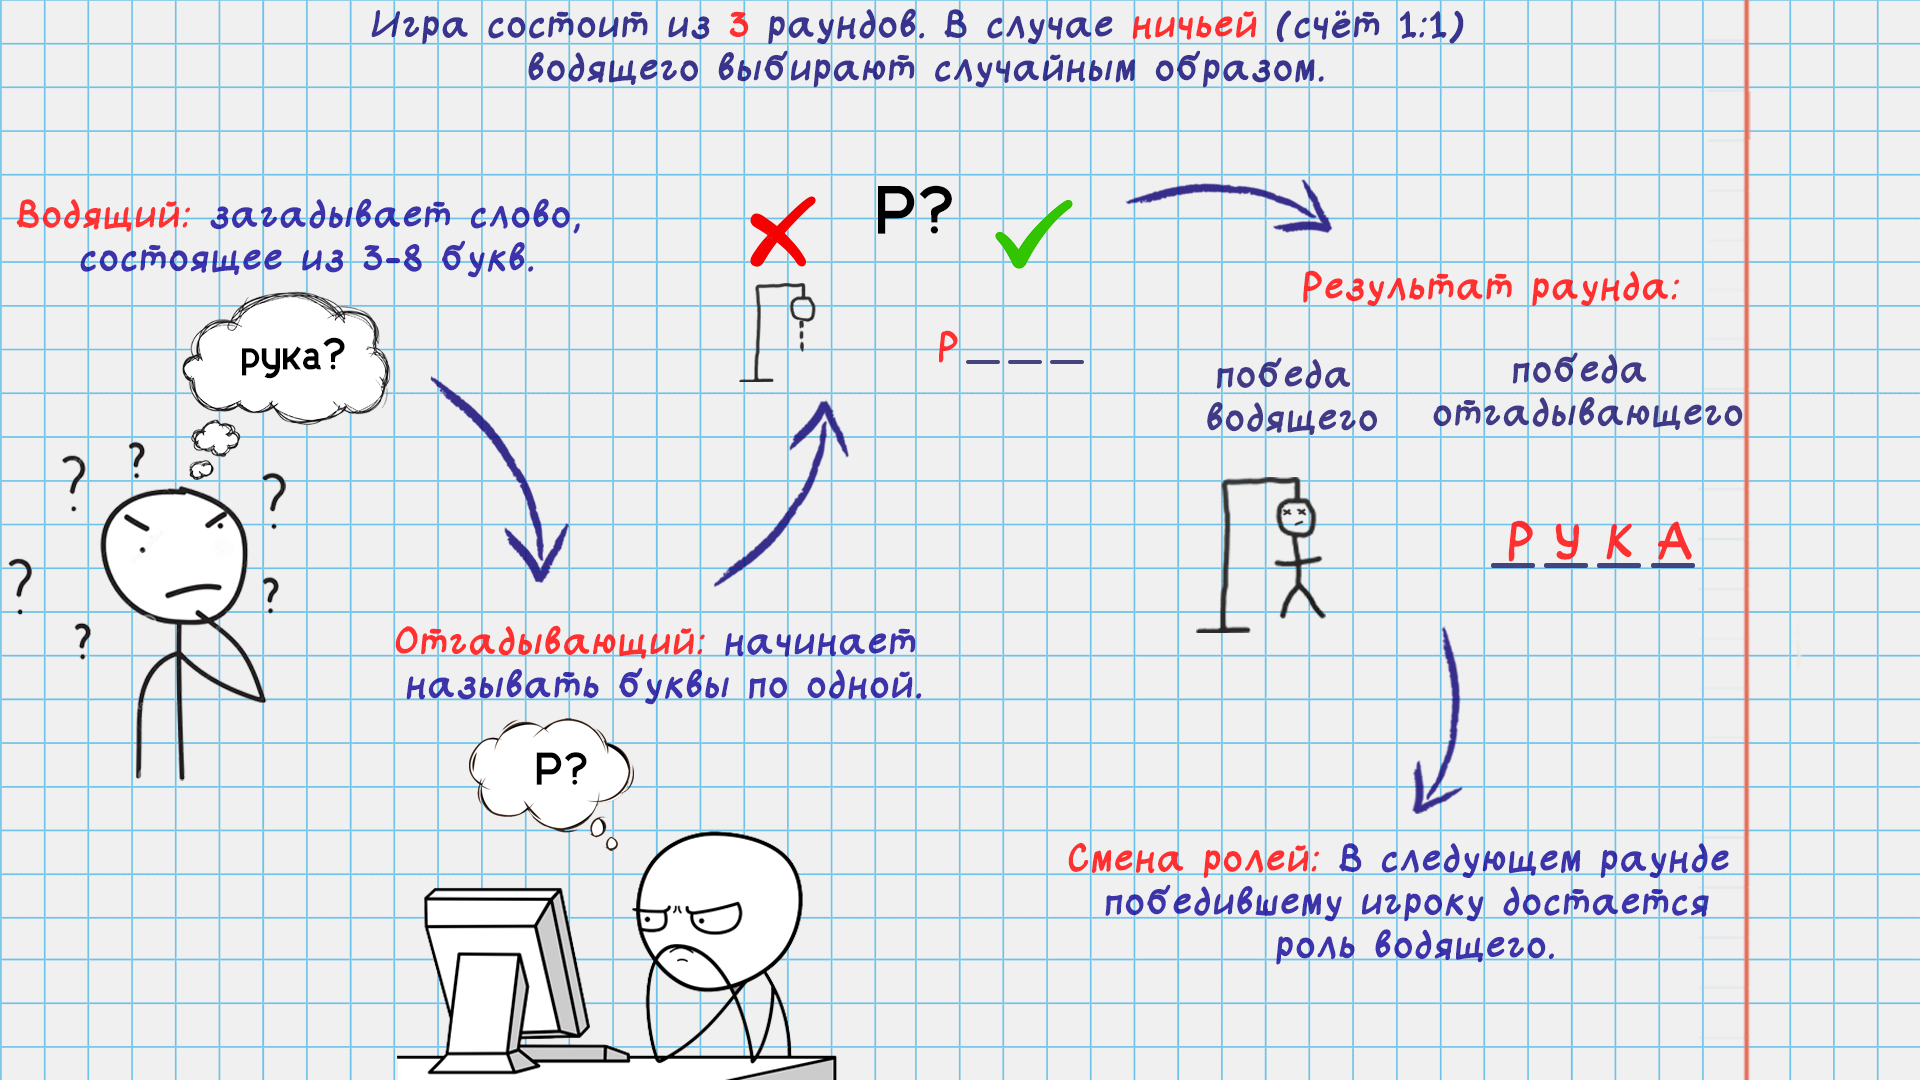 Игра состоит из 3 раундов. В случае ничьей (счёт 1:1)
водящего выбирают случайным образом.
Водящий: загадывает слово,
состоящее из 3-8 букв.
рука?
? ? ? ? ? ?
Отгадывающий: начинает
называть буквы по одной.
Р?
Р?
Р _ _ _
Результат раунда:
победа
водящего
победа
отгадывающего
Р У К А
Смена ролей: В следующем раунде
победившему игроку достается
роль водящего.